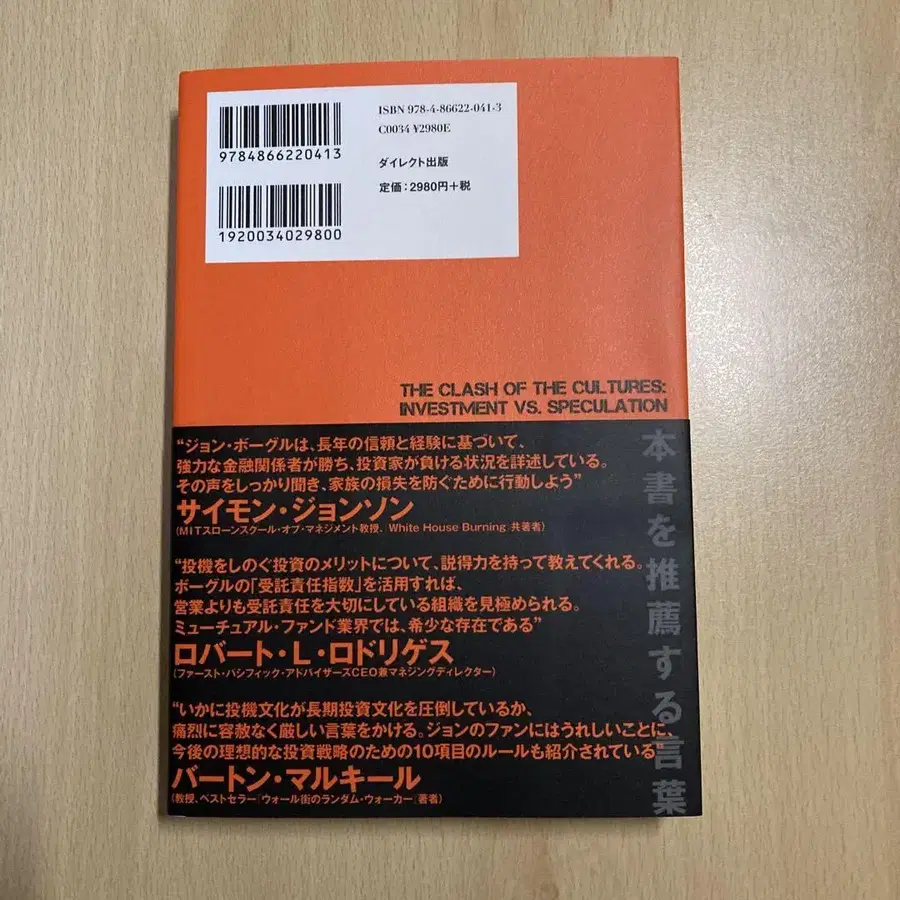 9784866220413
1920034029800
ISBN 978-4-86622-041-3
C0034 ¥2980E
ダイレクト出版
定価:2980円+税
THE CLASH OF THE CULTURES:
INVESTMENT VS. SPECULATION
本書を推薦する言葉
“ジョン・ボーグルは、長年の信頼と経験に基づいて、
強力な金融関係者が勝ち、投資家が負ける状況を詳述している。
その声をしっかり聞き、家族の損失を防ぐために行動しよう”
サイモン・ジョンソン
(MITスローンスクール・オブ・マネジメント教授、White House Burning 共著者)
“投機をしのぐ投資のメリットについて、説得力を持って教えてくれる。
ボーグルの「受託責任指数」を活用すれば、
営業よりも受託責任を大切にしている組織を見極められる。
ミューチュアル・ファンド業界では、希少な存在である”
ロバート・L・ロドリゲス
(ファースト・パシフィック・アドバイザーズCEO兼マネジングディレクター)
“いかに投機文化が長期投資文化を圧倒しているか、
痛烈に容赦なく厳しい言葉をかける。ジョンのファンにはうれしいことに、
今後の理想的な投資戦略のための10項目のルールも紹介されている”
バートン・マルキール
(教授、ベストセラー『ウォール街のランダム・ウォーカー』著者)